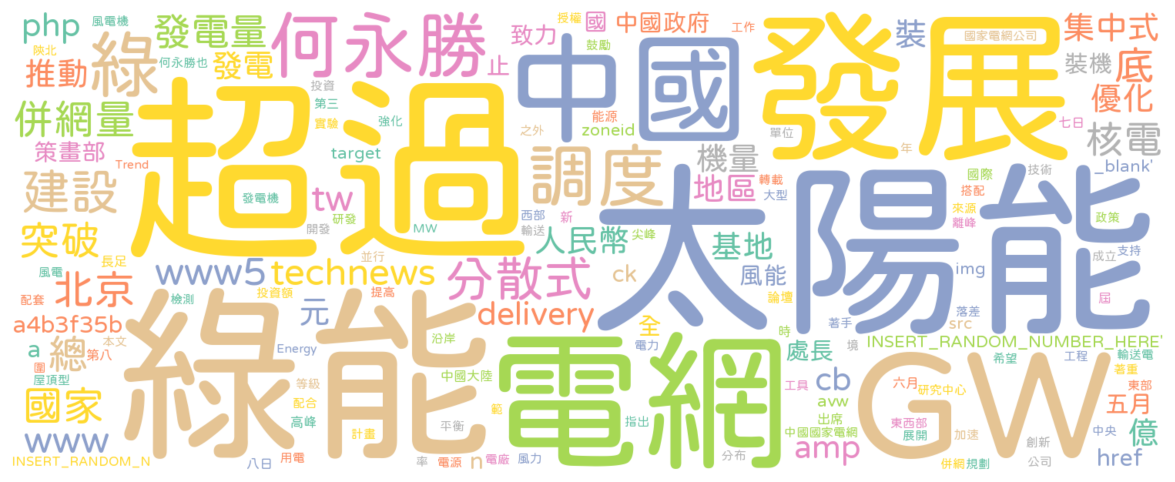 php
風電機
陝北
發電量
綠
何永勝也
何永勝
授權
國
中國政府
工作
致力
鼓勵
裝
國家電網公司
集中式
推動
發電
止
裝機
底
投資
第三
中國
能源
發展
優化
併網量
實驗
強化
超過
之外
zoneid
單位
七日
核電
策畫部
Trend
target
調度
機量
年
國際
技術
_blank'
建設
發電機
tw
地區
轉載
搭配
大型
研發
西部
新
太陽能
來源
離峰
政策
突破
開發
MW
輸送
尖峰
人民幣
基地
成立
支持
長足
並行
風電
www5
technews
分散式
ck
風能
img
北京
投資額
提高
論壇
落差
屆
配套
檢測
元
delivery
全
著手
src
a4b3f35b
本文
沿岸
時
境
INSERT_RANDOM_NUMBER_HERE'
a
總
第八
Energy
綠能
電網
電力
處長
GW
希望
工程
輸送電
圍
屋頂型
等級
中國大陸
工具
cb
六月
研究中心
著重
東部
國家
配合
avw
五月
高峰
範
指出
出席
東西部
www
計畫
平衡
中國國家電網
展開
加速
創新
中央
億
INSERT_RANDOM_N
八日
用電
率
電源
n
電廠
風力
分布
amp
併網
規劃
公司
href